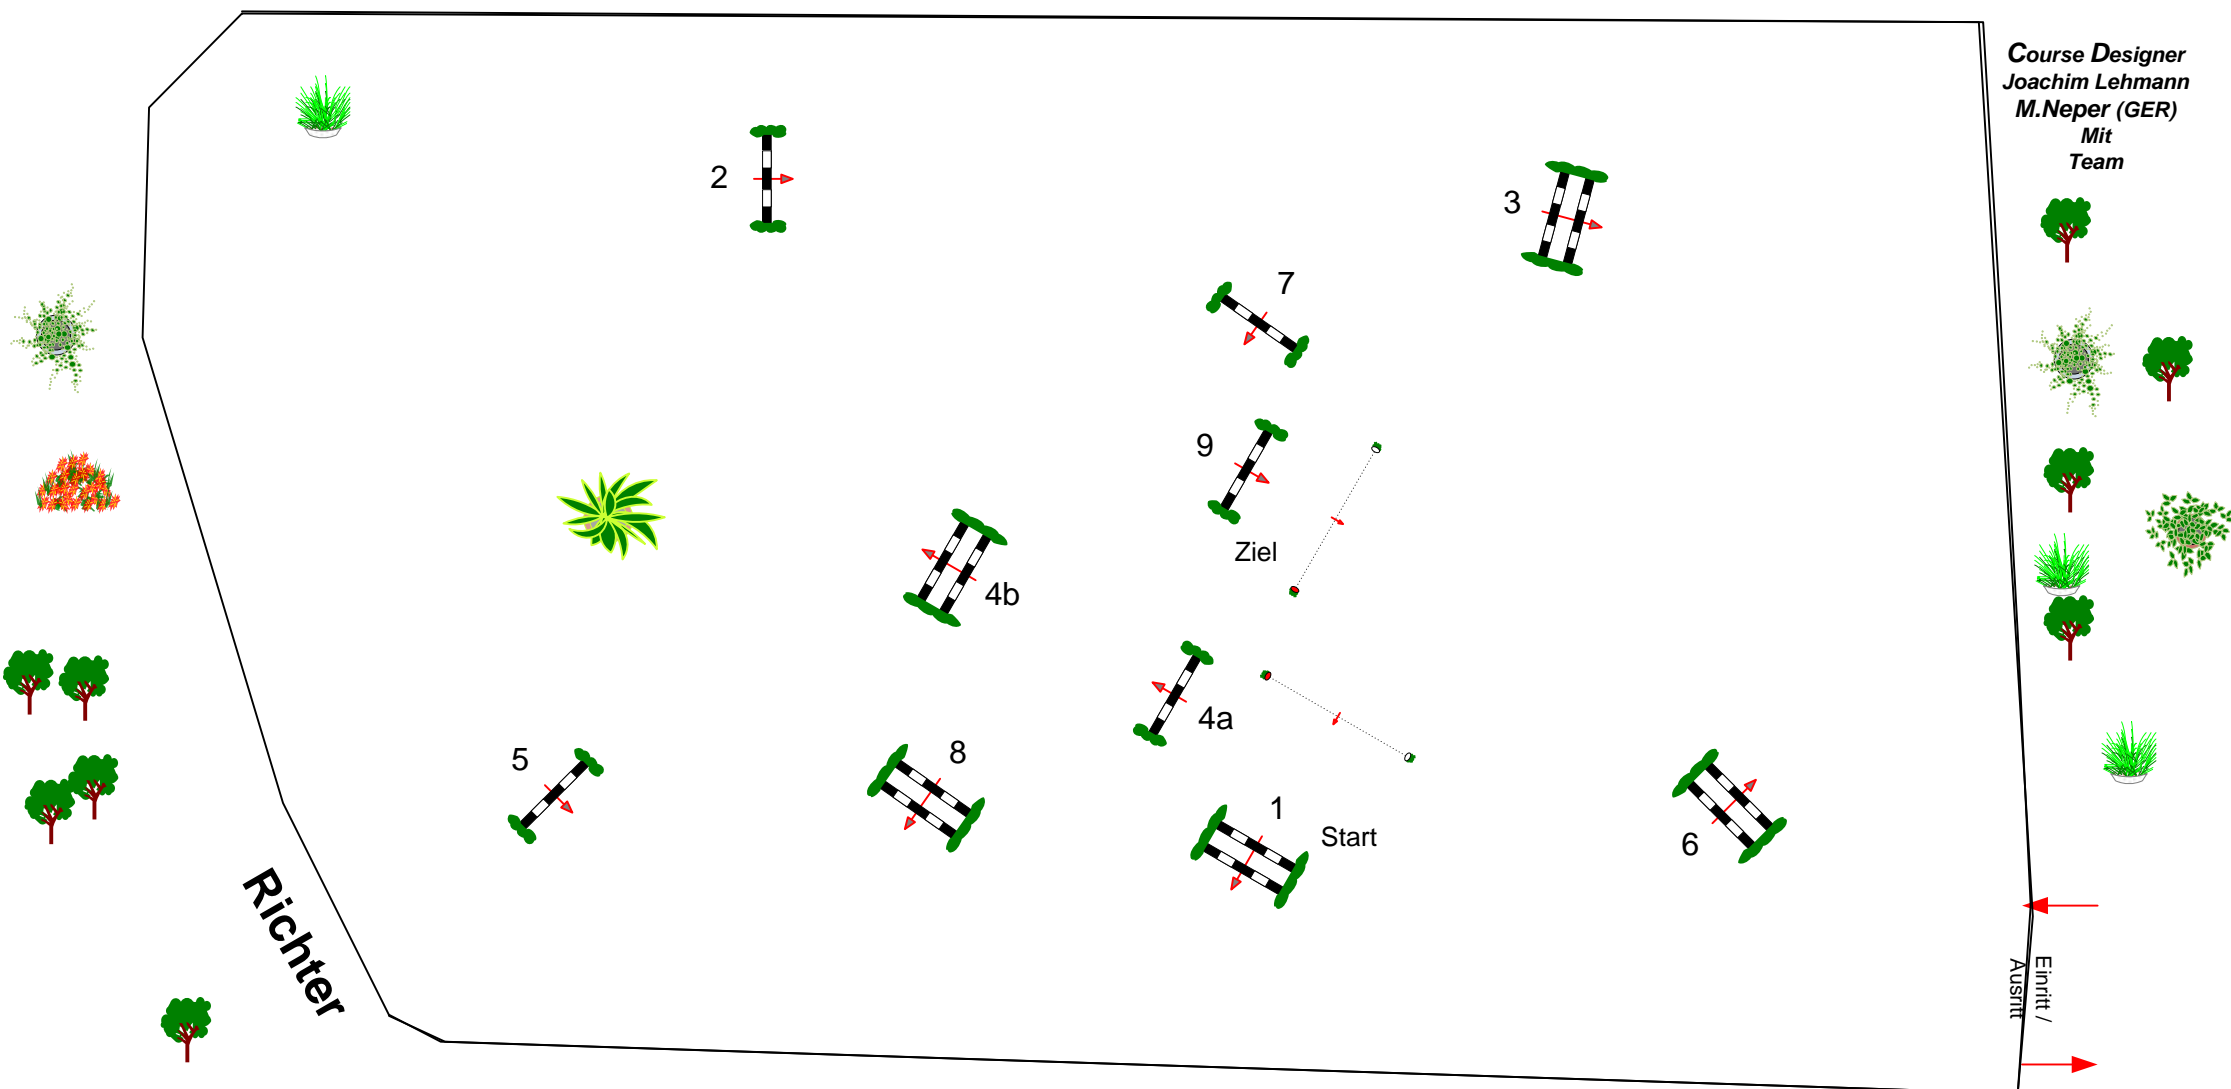 Course Designer
Joachim Lehmann
M.Neper (GER)
Mit
Team
2
3
7
9
Ziel
4b
4a
5
8
1
Start
6
Richter
Einritt /
Ausritt